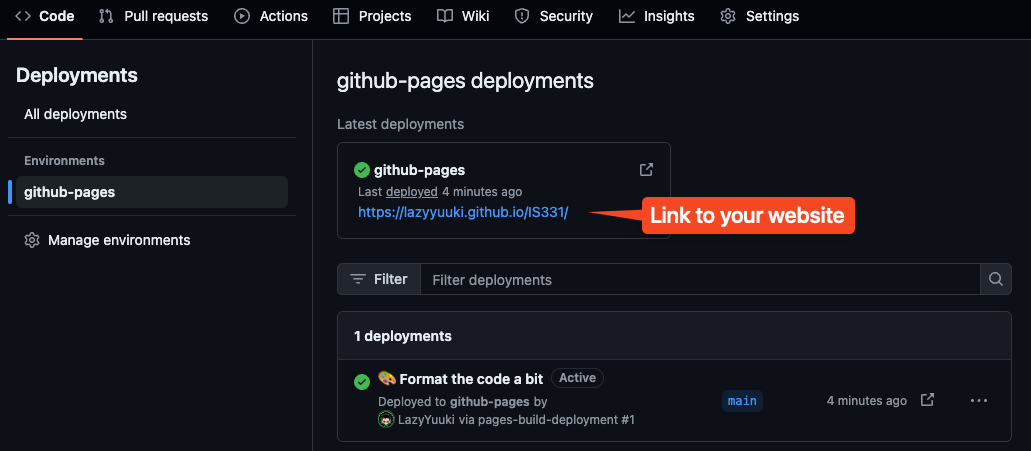 Code Pull requests Actions Projects Wiki Security Insights Settings
Deployments
All deployments
Environments
github-pages
Manage environments
github-pages deployments
Latest deployments
github-pages
Last deployed 4 minutes ago
https://lazyyuuki.github.io/IS331/
Link to your website
Filter Filter deployments
1 deployments
🎨 Format the code a bit Active
Deployed to github-pages by
LazyYuuki via pages-build-deployment #1
main
4 minutes ago